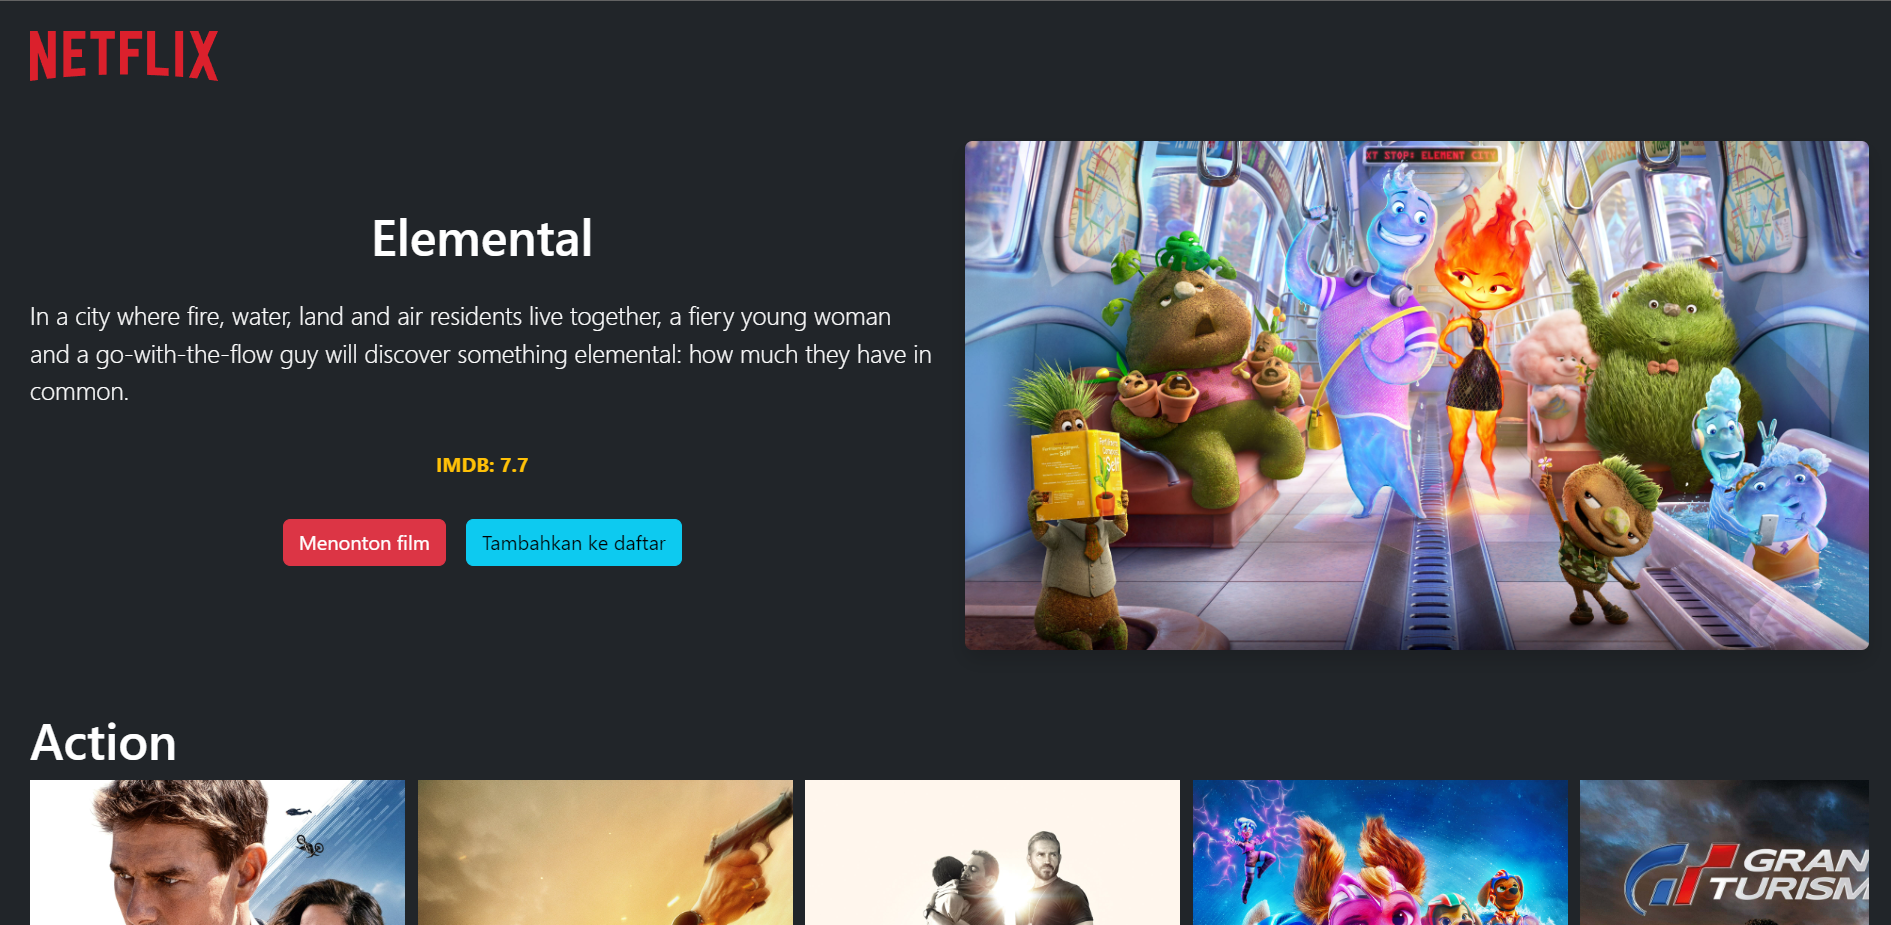 NETFLIX
XT STOP: ELEMENT CITY
Elemental
In a city where fire, water, land and air residents live together, a fiery young woman
and a go-with-the-flow guy will discover something elemental: how much they have in
common.
IMDB: 7.7
Menonton film
Tambahkan ke daftar
Action
GRAN
TURISM